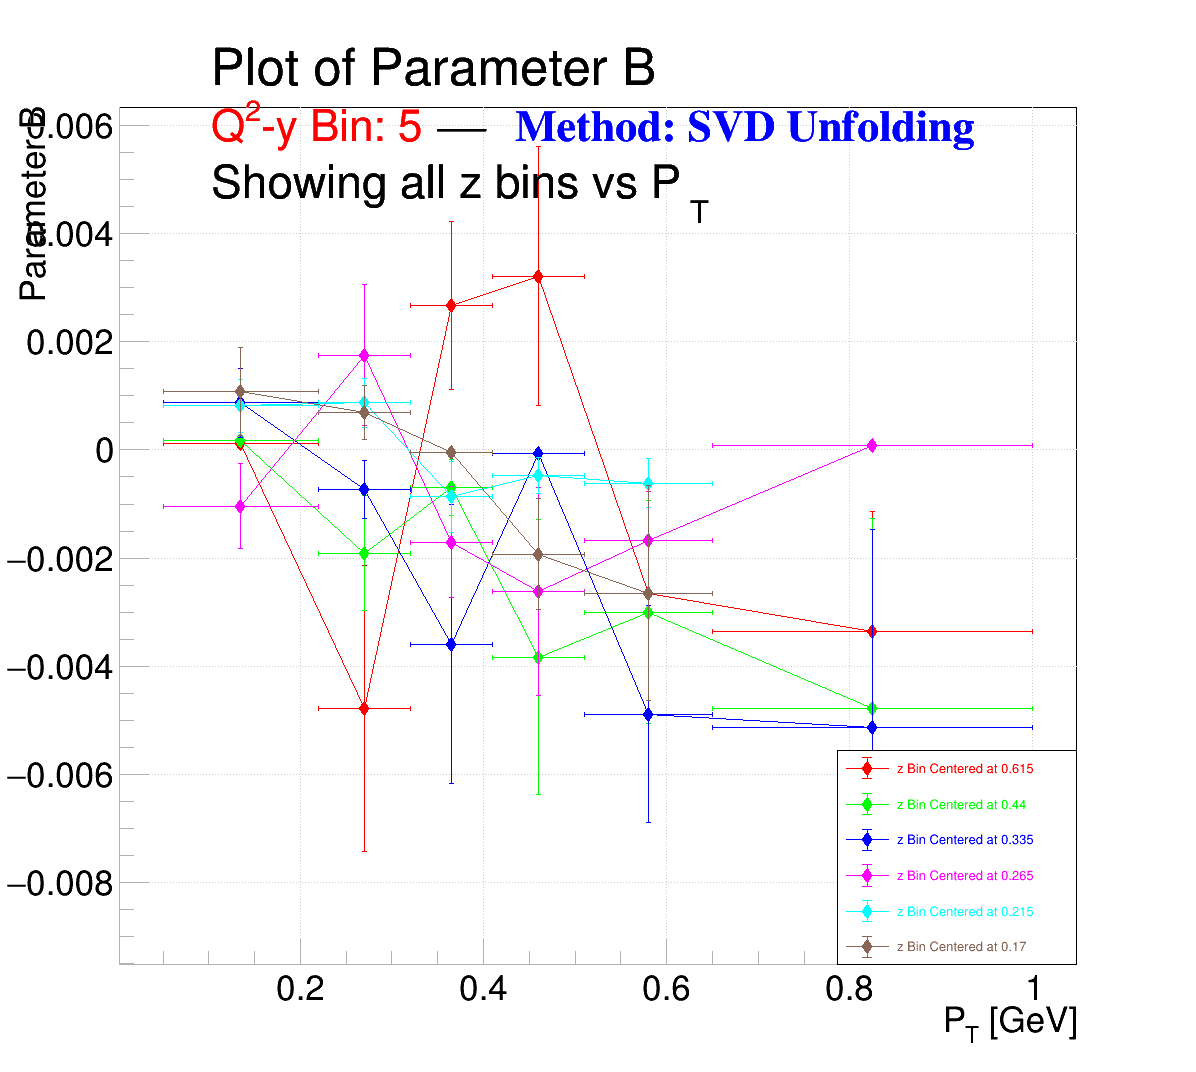 Plot of Parameter B
Q²-y Bin: 5 — Method: SVD Unfolding
Showing all z bins vs P_T
Parameter B
0.006
0.004
0.002
0
−0.002
−0.004
−0.006
−0.008
z Bin Centered at 0.615
z Bin Centered at 0.44
z Bin Centered at 0.335
z Bin Centered at 0.265
z Bin Centered at 0.215
z Bin Centered at 0.17
0.2 0.4 0.6 0.8 1
P_T [GeV]